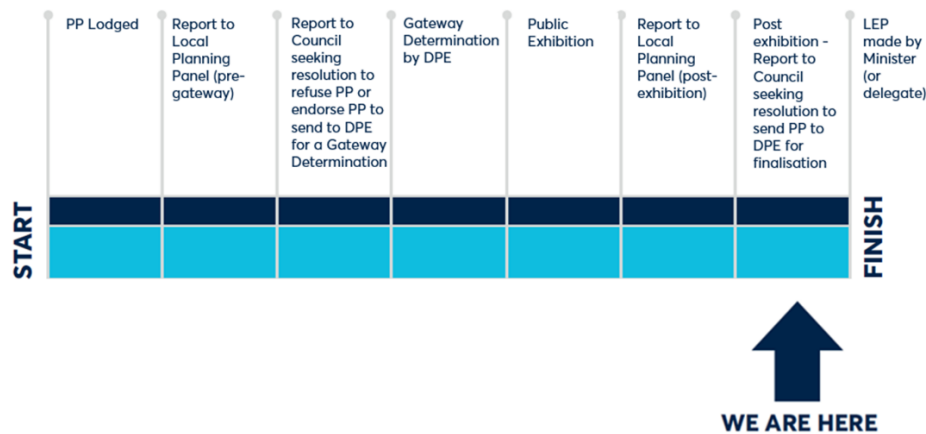 PP Lodged
Report to
Local
Planning
Panel (pre-
gateway)
Report to
Council
seeking
resolution to
refuse PP or
endorse PP to
send to DPE
for a Gateway
Determination
Gateway
Determination
by DPE
Public
Exhibition
Report to
Local
Planning
Panel (post-
exhibition)
Post
exhibition -
Report to
Council
seeking
resolution to
send PP to
DPE for
finalisation
LEP
made by
Minister
(or
delegate)
START
FINISH
WE ARE HERE